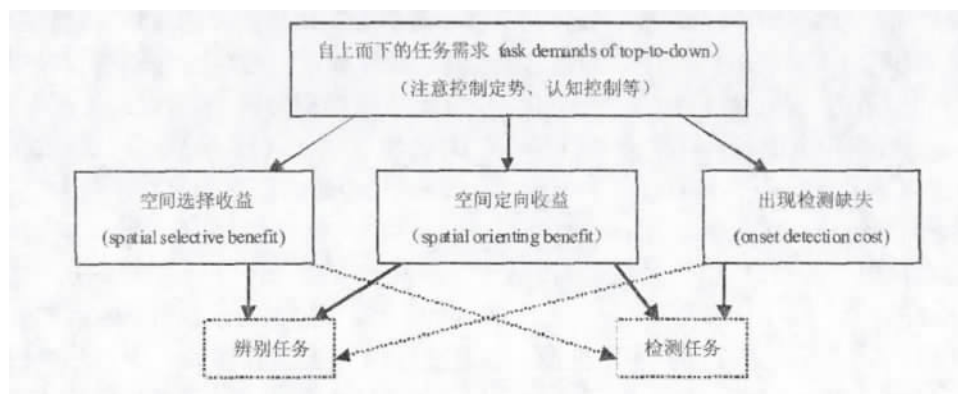 自上而下的任务需求 task demands of top-to-down）
（注意控制定势、认知控制等）
空间选择收益
(spatial selective benefit)
空间定向收益
（spatial orienting benefit）
出现检测缺失
(onset detection cost)
辨别任务
检测任务